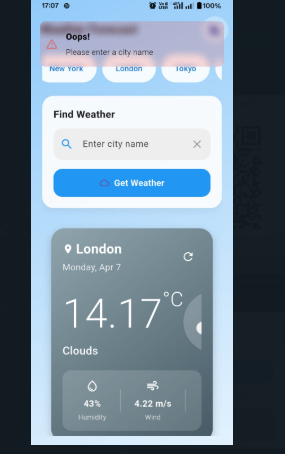 17:07
100%
Oops!
Please enter a city name
New York
London
Tokyo
Find Weather
Enter city name
Get Weather
London
Monday, Apr 7
14.17°C
Clouds
43%
4.22 m/s
Humidity
Wind